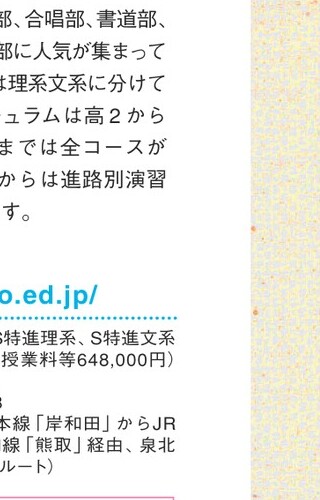 部、合唱部、書道部、
部に人気が集まって
は理系文系に分けて
ュラムは高2から
までは全コースが
からは進路別演習
す。
o.ed.jp/
S特進理系、S特進文系
授業料等648,000円）
本線「岸和田」からJR
線「熊取」経由、泉北
ルート）